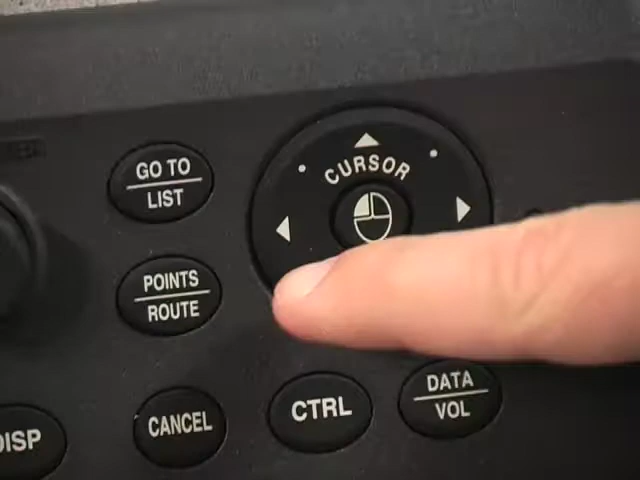 GO TO
LIST
CURSOR
POINTS
ROUTE
DISP
CANCEL
CTRL
DATA
VOL